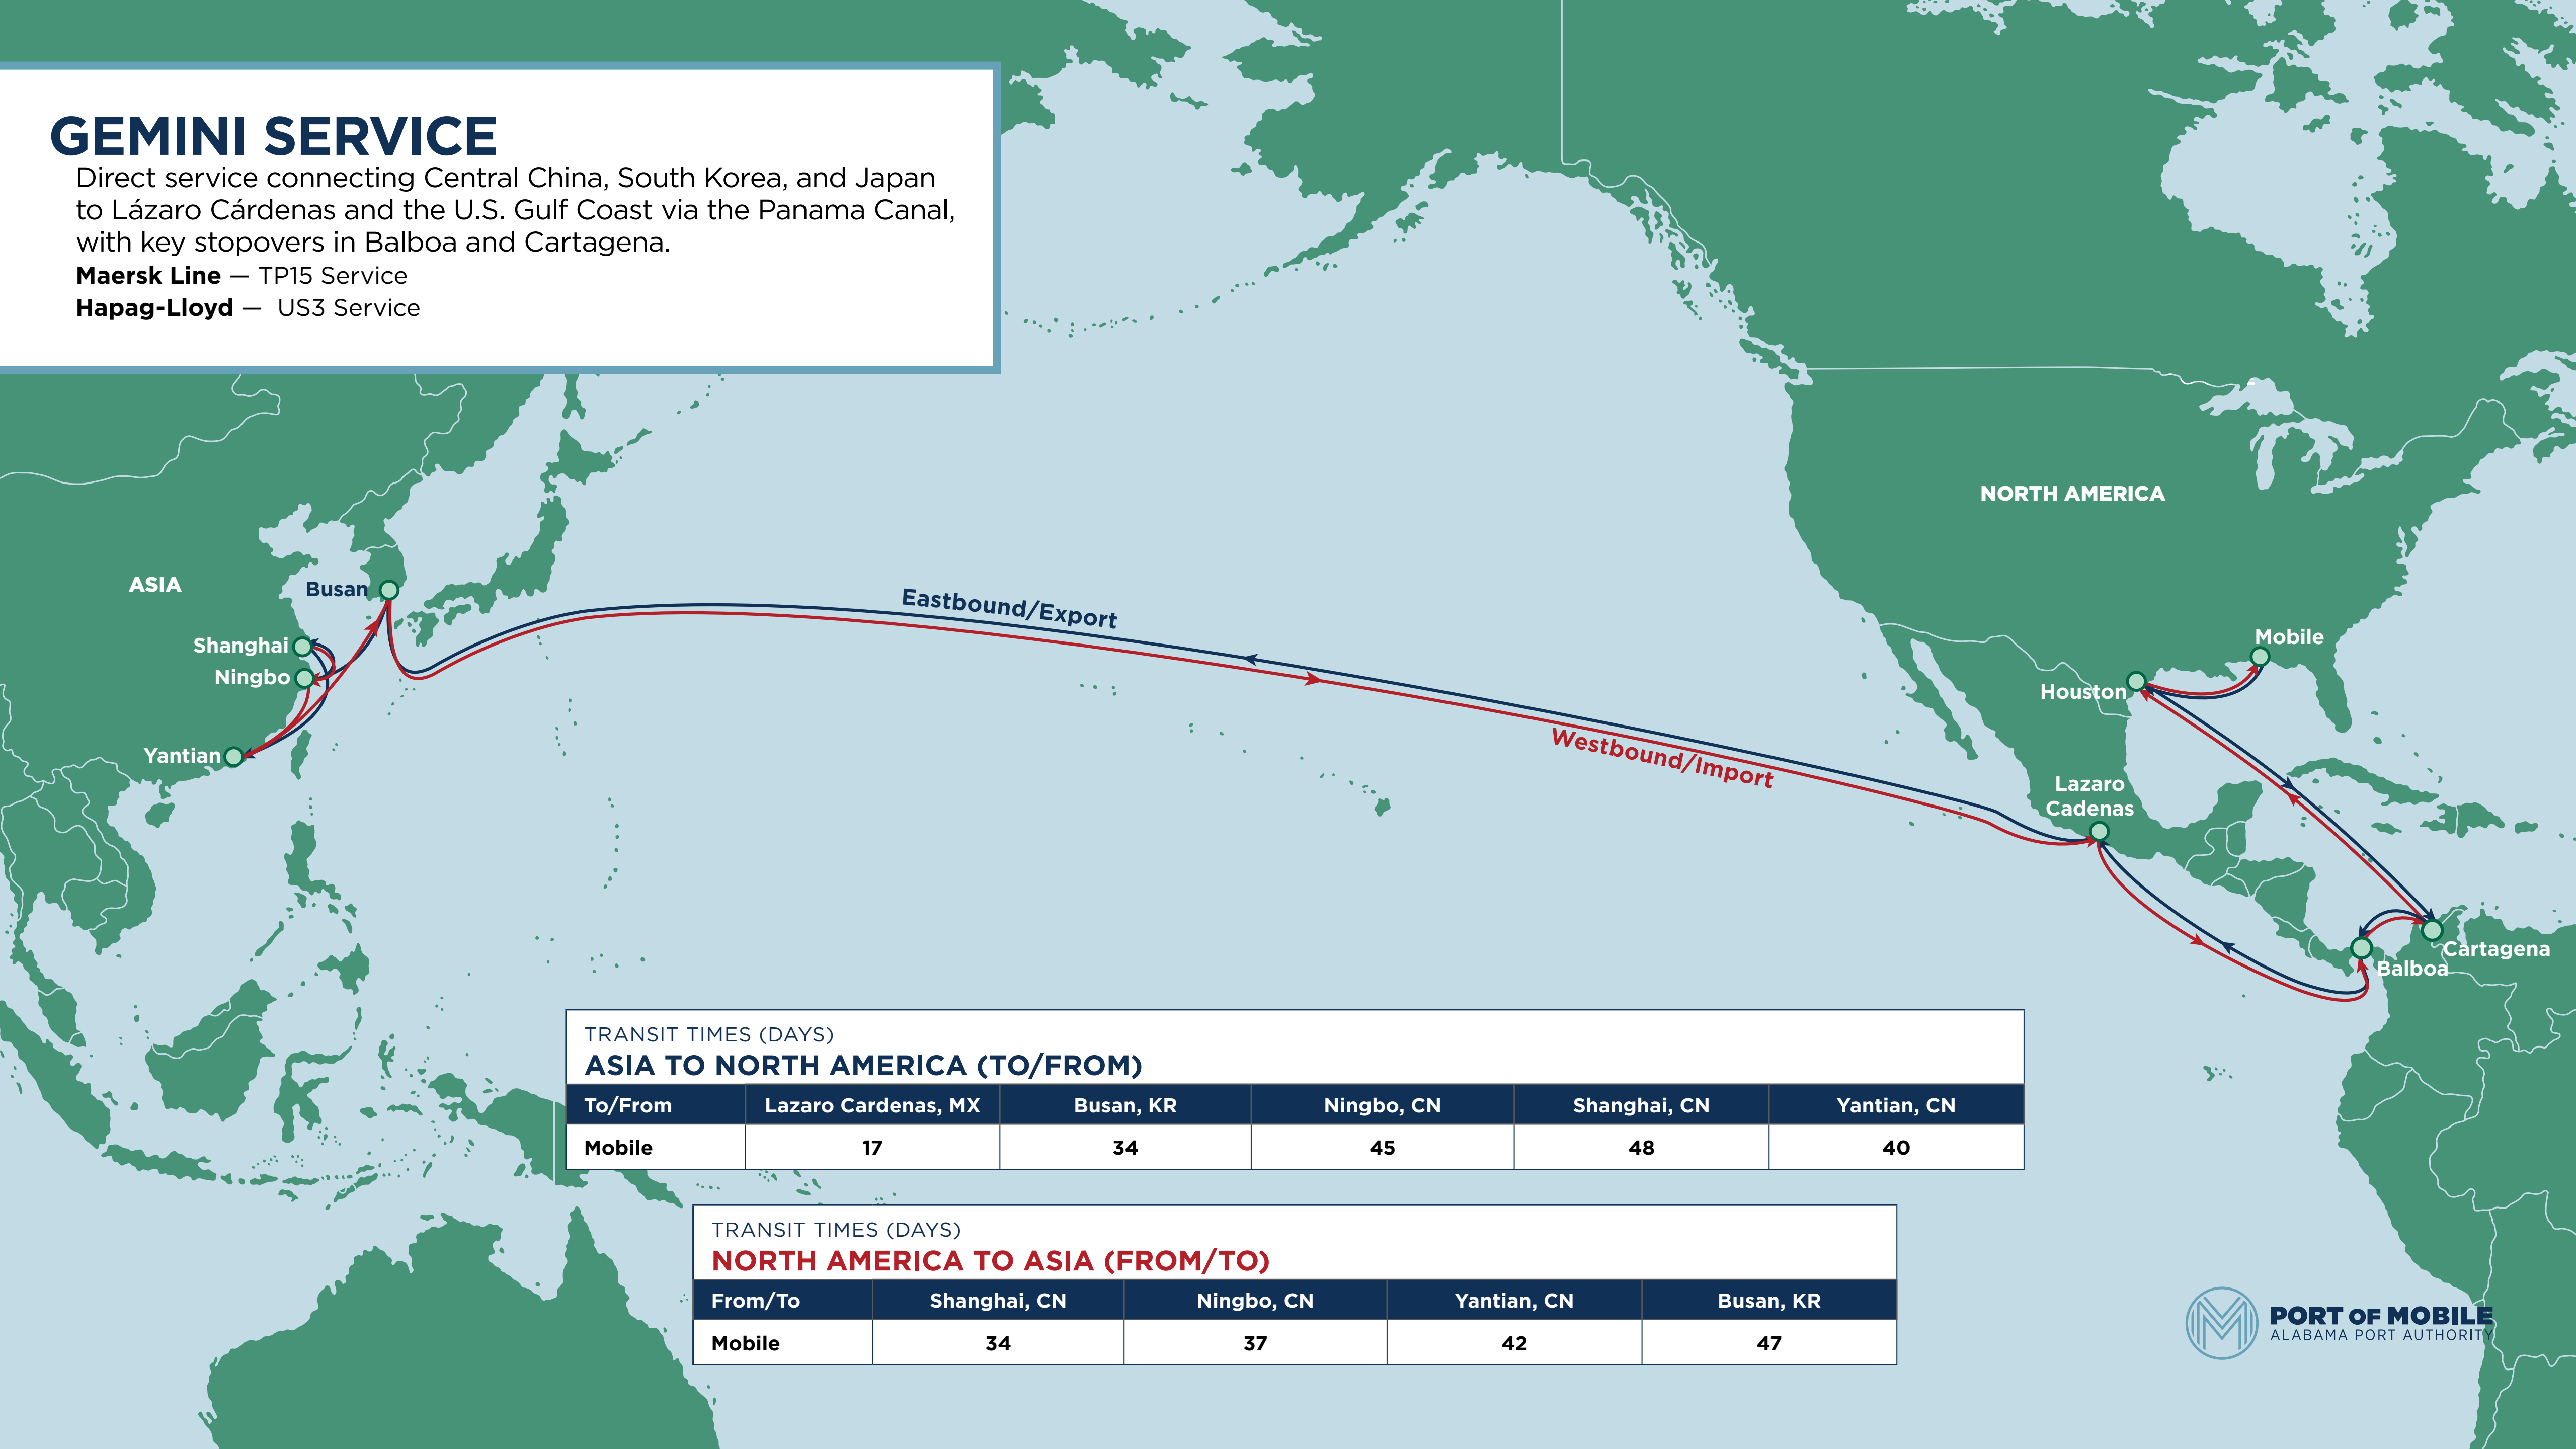 GEMINI SERVICE
Direct service connecting Central China, South Korea, and Japan
to Lázaro Cárdenas and the U.S. Gulf Coast via the Panama Canal,
with key stopovers in Balboa and Cartagena.
Maersk Line — TP15 Service
Hapag-Lloyd — US3 Service
NORTH AMERICA
ASIA
Busan
Shanghai
Ningbo
Yantian
Eastbound/Export
Westbound/Import
Mobile
Houston
Lazaro
Cadenas
Cartagena
Balboa
TRANSIT TIMES (DAYS)
ASIA TO NORTH AMERICA (TO/FROM)
To/From Lazaro Cardenas, MX Busan, KR Ningbo, CN Shanghai, CN Yantian, CN
Mobile 17 34 45 48 40
TRANSIT TIMES (DAYS)
NORTH AMERICA TO ASIA (FROM/TO)
From/To Shanghai, CN Ningbo, CN Yantian, CN Busan, KR
Mobile 34 37 42 47
PORT OF MOBILE
ALABAMA PORT AUTHORITY